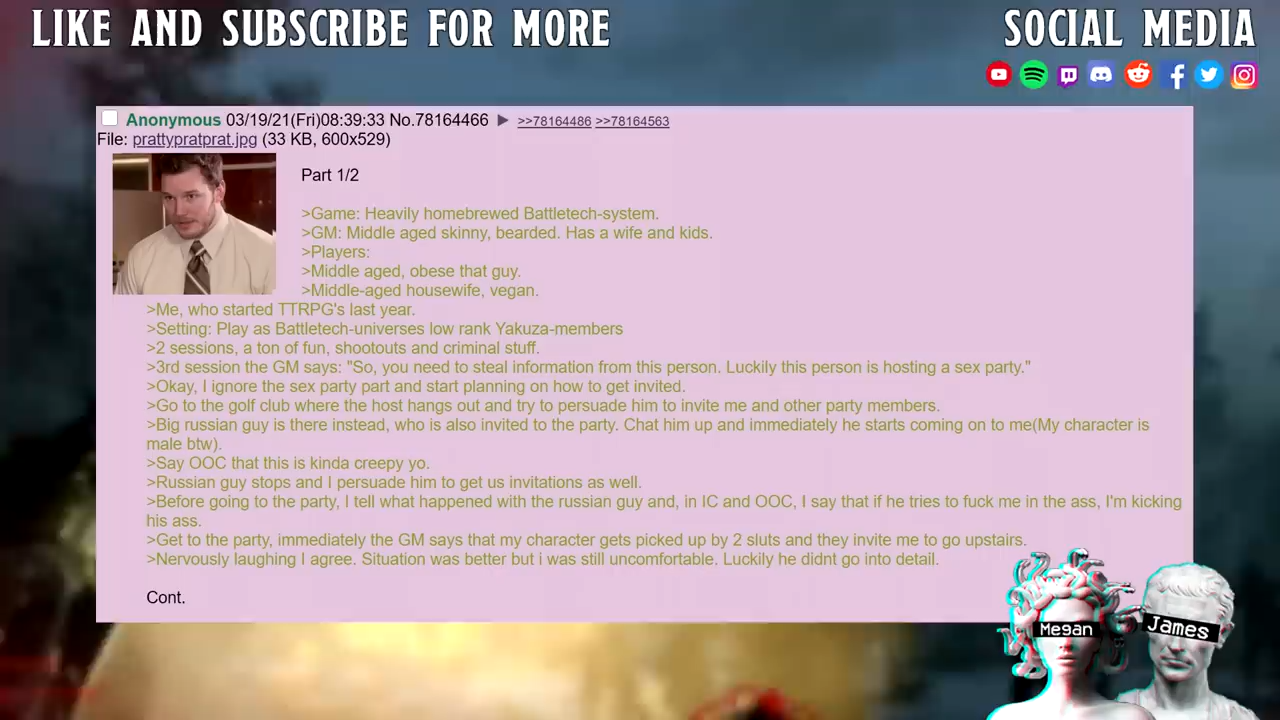 LIKE AND SUBSCRIBE FOR MORE
SOCIAL MEDIA
Anonymous 03/19/21(Fri)08:39:33 No.78164466 ▶ >>78164486 >>78164563
File: prattypratprat.jpg (33 KB, 600x529)
Part 1/2
>Game: Heavily homebrewed Battletech-system.
>GM: Middle aged skinny, bearded. Has a wife and kids.
>Players:
>Middle aged, obese that guy.
>Middle-aged housewife, vegan.
>Me, who started TTRPG's last year.
>Setting: Play as Battletech-universes low rank Yakuza-members
>2 sessions, a ton of fun, shootouts and criminal stuff.
>3rd session the GM says: "So, you need to steal information from this person. Luckily this person is hosting a sex party."
>Okay, I ignore the sex party part and start planning on how to get invited.
>Go to the golf club where the host hangs out and try to persuade him to invite me and other party members.
>Big russian guy is there instead, who is also invited to the party. Chat him up and immediately he starts coming on to me(My character is
male btw).
>Say OOC that this is kinda creepy yo.
>Russian guy stops and I persuade him to get us invitations as well.
>Before going to the party, I tell what happened with the russian guy and, in IC and OOC, I say that if he tries to fuck me in the ass, I'm kicking
his ass.
>Get to the party, immediately the GM says that my character gets picked up by 2 sluts and they invite me to go upstairs.
>Nervously laughing I agree. Situation was better but i was still uncomfortable. Luckily he didnt go into detail.
Cont.
Megan
James